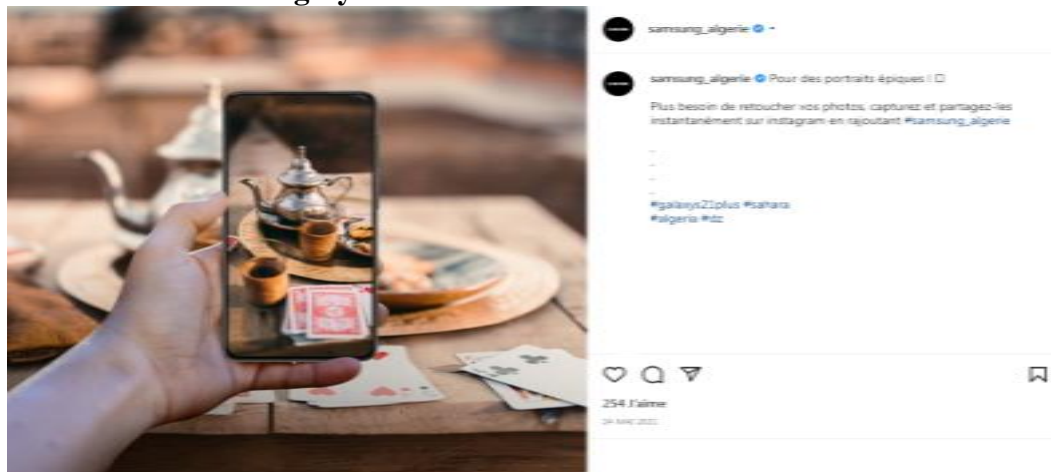 samsung_algerie
samsung_algerie Pour des portraits épiques !
Plus besoin de retoucher vos photos, capturez et partagez-les
instantanément sur instagram en rajoutant #samsung_algerie
#galaxys21plus #sahara
#algeria #dz
254 J'aime